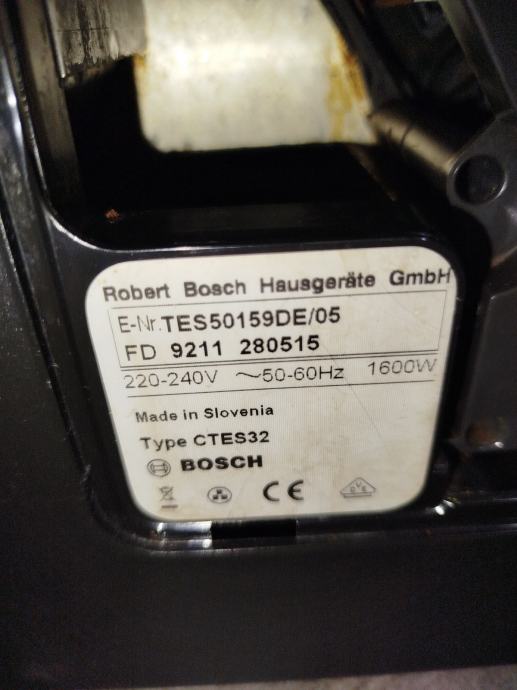 Robert Bosch Hausgeräte GmbH
E-Nr. TES50159DE/05
FD 9211 280515
220-240V ~50-60Hz 1600W
Made in Slovenia
Type CTES32
BOSCH
CE
DVE